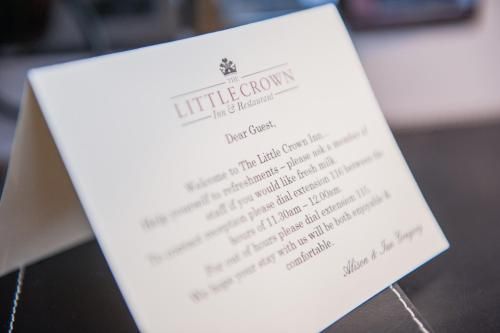 THE
LITTLE CROWN
Inn & Restaurant
Dear Guest,
Welcome to The Little Crown Inn...
Help yourself to refreshments – please ask a member of
staff if you would like fresh milk.
To contact reception please dial extension 110 between the
hours of 11.30am – 12.00am.
For out of hours please dial extension 115
We hope your stay with us will be both enjoyable &
comfortable.
Alison & Ian Gregory